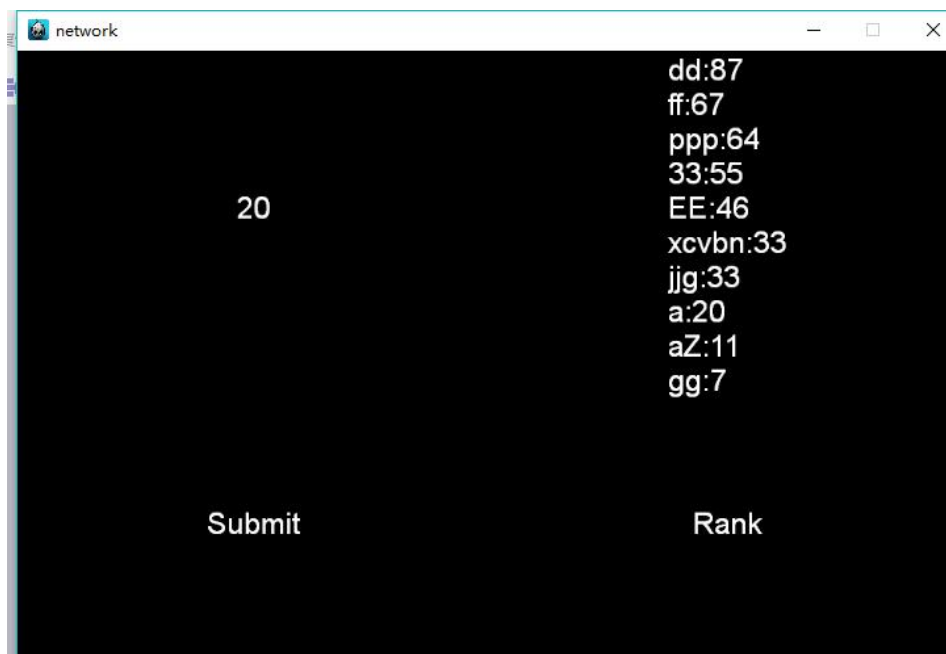 network
20
dd:87
ff:67
ppp:64
33:55
EE:46
xcvbn:33
jjg:33
a:20
aZ:11
gg:7
Submit
Rank